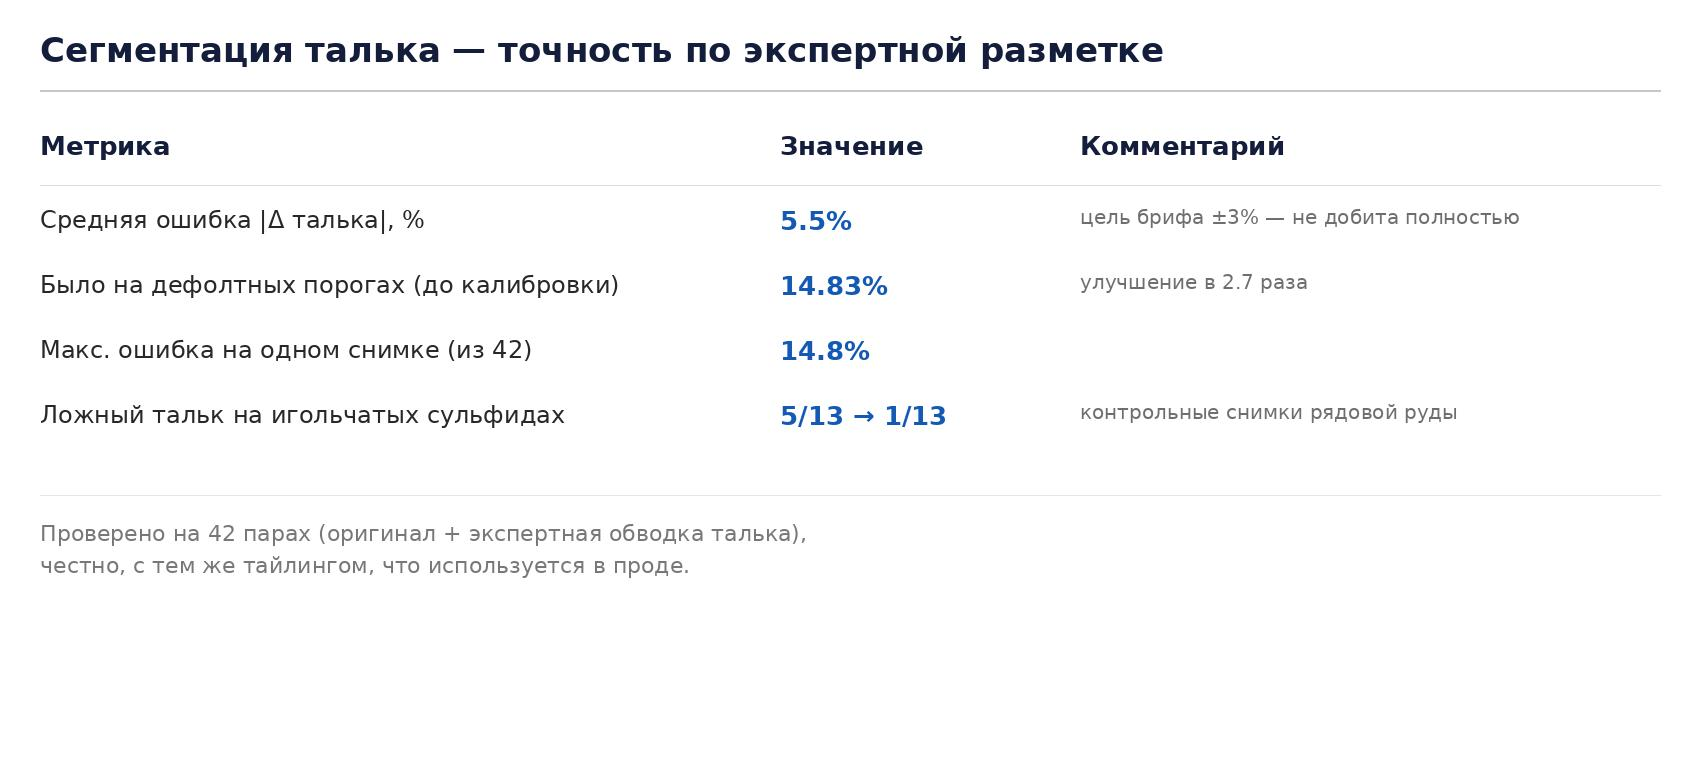 Сегментация талька — точность по экспертной разметке
Метрика Значение Комментарий
Средняя ошибка |Δ талька|, % 5.5% цель брифа ±3% — не добита полностью
Было на дефолтных порогах (до калибровки) 14.83% улучшение в 2.7 раза
Макс. ошибка на одном снимке (из 42) 14.8%
Ложный тальк на игольчатых сульфидах 5/13 → 1/13 контрольные снимки рядовой руды
Проверено на 42 парах (оригинал + экспертная обводка талька),
честно, с тем же тайлингом, что используется в проде.